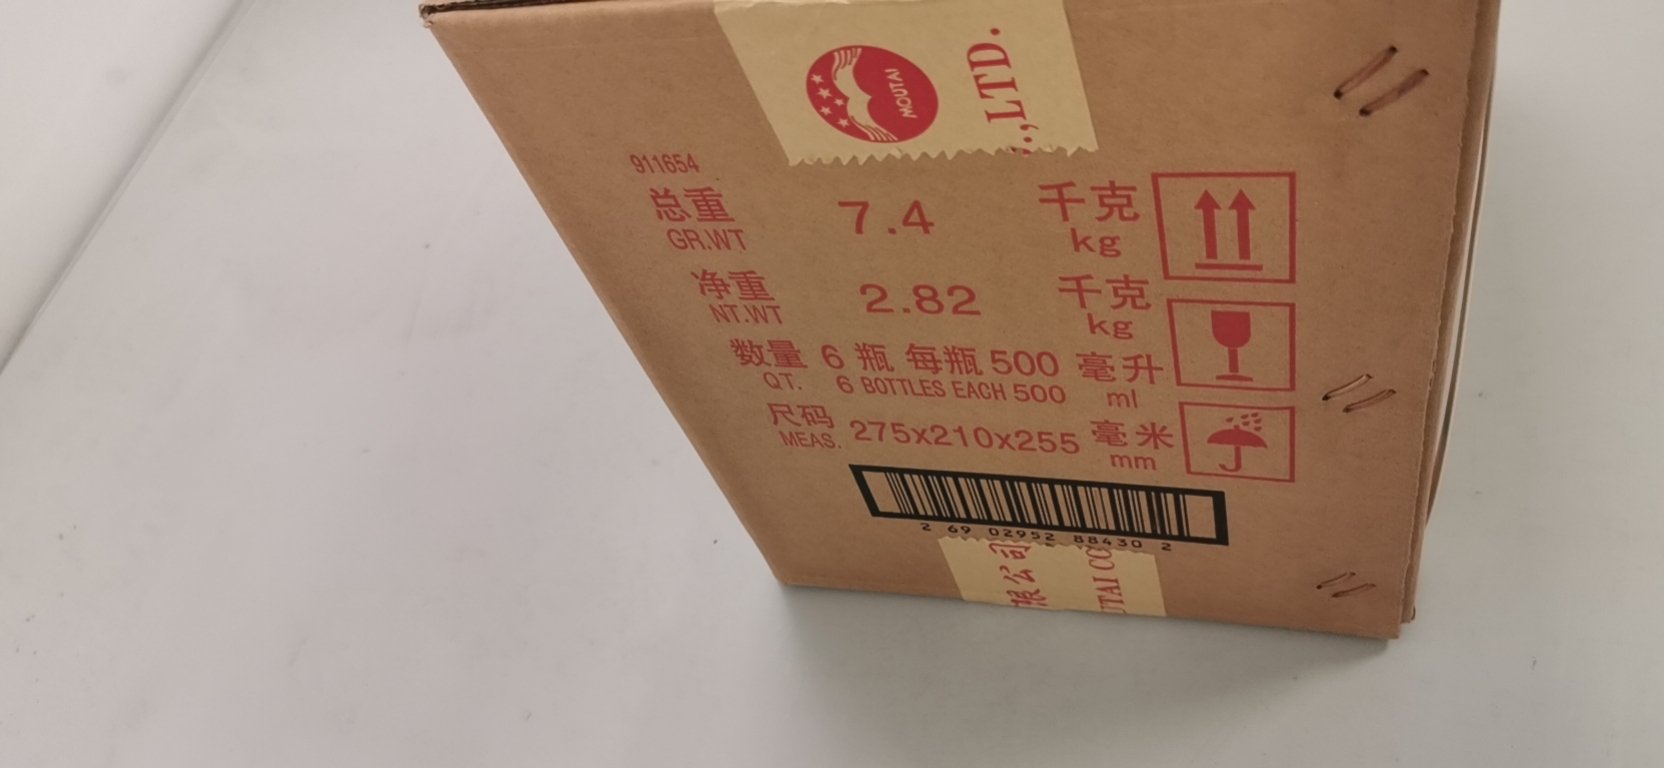 MOUTAI
.,LTD.
911654
总重 7.4 千克
GR.WT kg
净重 2.82 千克
NT.WT kg
数量 6 瓶 每瓶 500 毫升
QT. 6 BOTTLES EACH 500 ml
尺码 275x210x255 毫米
MEAS. mm
2 69 02952 88430 2
限公司
UTAI CO